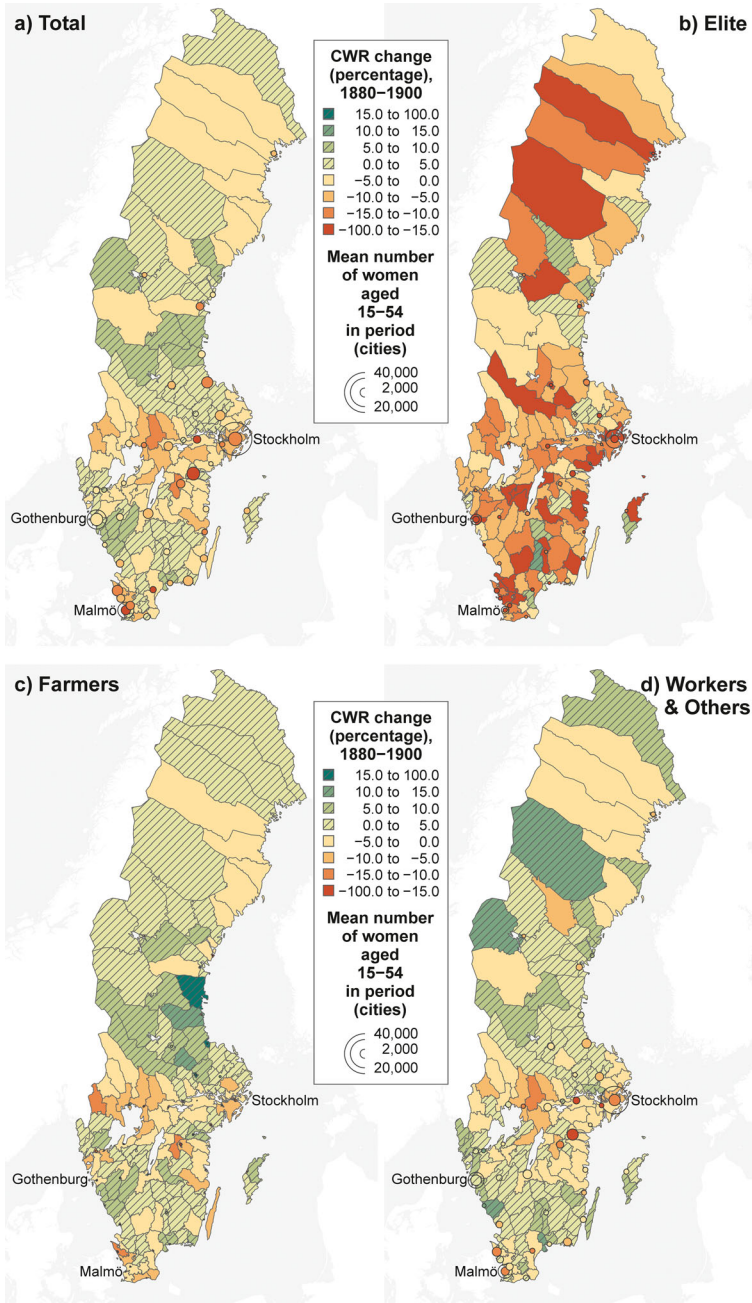 a) Total
b) Elite
CWR change
(percentage),
1880−1900
15.0 to 100.0
10.0 to 15.0
5.0 to 10.0
0.0 to 5.0
−5.0 to 0.0
−10.0 to −5.0
−15.0 to −10.0
−100.0 to −15.0
Mean number
of women
aged
15−54
in period
(cities)
40,000
2,000
20,000
Stockholm
Gothenburg
Malmö
Stockholm
Gothenburg
Malmö
c) Farmers
d) Workers
& Others
CWR change
(percentage),
1880−1900
15.0 to 100.0
10.0 to 15.0
5.0 to 10.0
0.0 to 5.0
−5.0 to 0.0
−10.0 to −5.0
−15.0 to −10.0
−100.0 to −15.0
Mean number
of women
aged
15−54
in period
(cities)
40,000
2,000
20,000
Stockholm
Gothenburg
Malmö
Stockholm
Gothenburg
Malmö